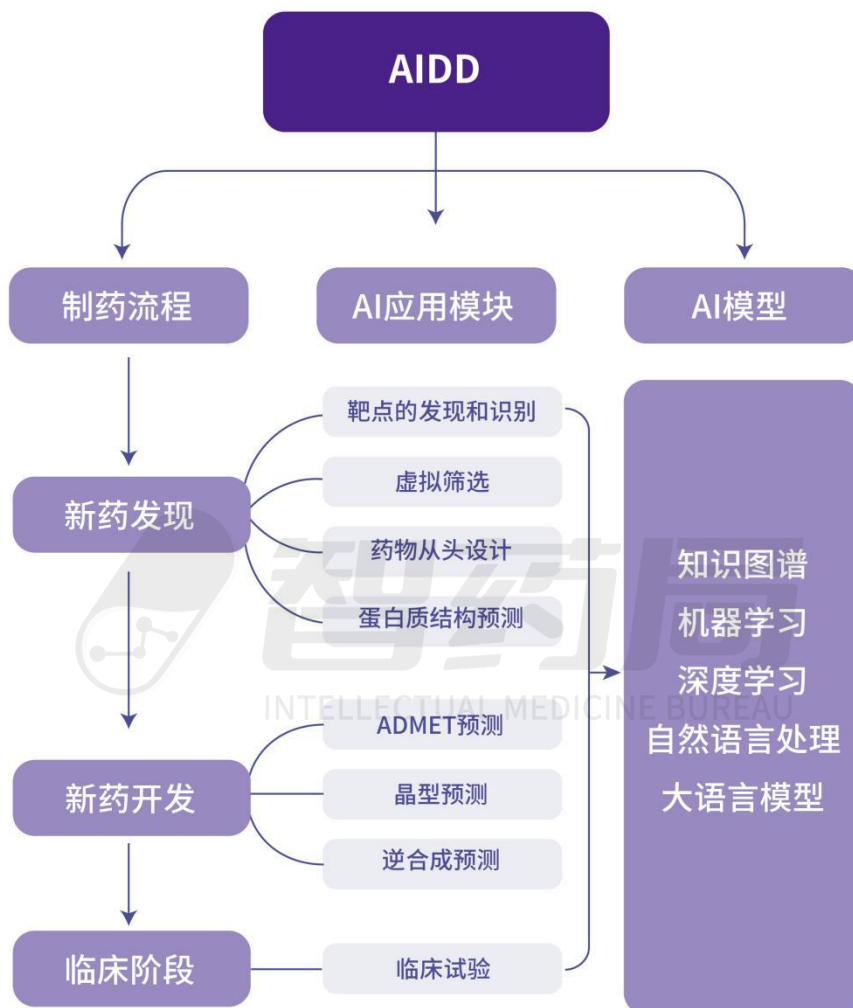 AIDD
制药流程
AI应用模块
AI模型
靶点的发现和识别
虚拟筛选
新药发现
药物从头设计
蛋白质结构预测
知识图谱
机器学习
深度学习
自然语言处理
大语言模型
智药局
INTELLECTUAL MEDICINE BUREAU
ADMET预测
新药开发
晶型预测
逆合成预测
临床阶段
临床试验